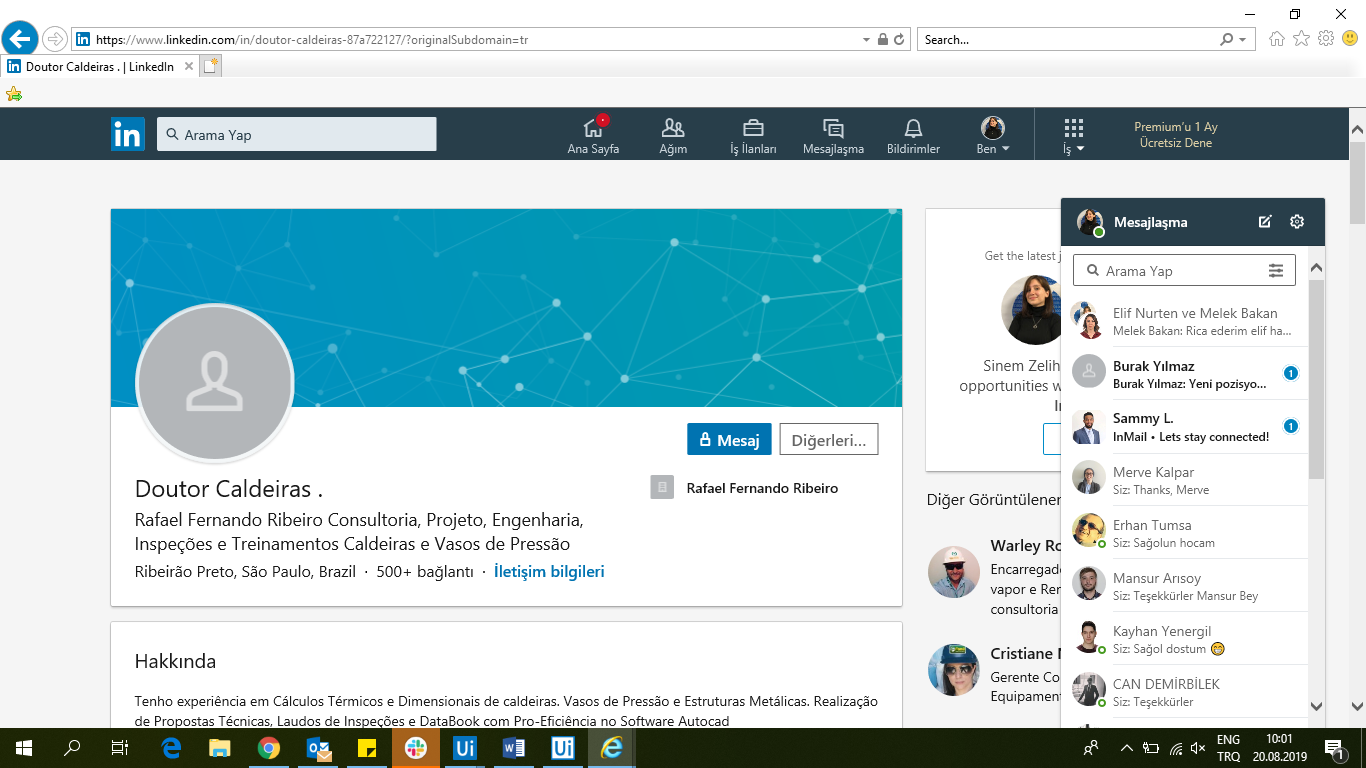 https://www.linkedin.com/in/doutor-caldeiras-87a722127/?originalSubdomain=tr
Search...
Doutor Caldeiras . | LinkedIn
in
Arama Yap
Ana Sayfa
Ağım
İş İlanları
Mesajlaşma
Bildirimler
Ben
İş
Premium'u 1 Ay
Ücretsiz Dene
Mesaj
Diğerleri...
Doutor Caldeiras .
Rafael Fernando Ribeiro Consultoria, Projeto, Engenharia,
Inspeções e Treinamentos Caldeiras e Vasos de Pressão
Ribeirão Preto, São Paulo, Brazil · 500+ bağlantı · İletişim bilgileri
Rafael Fernando Ribeiro
Hakkında
Tenho experiência em Cálculos Térmicos e Dimensionais de caldeiras. Vasos de Pressão e Estruturas Metálicas. Realização
de Propostas Técnicas, Laudos de Inspeções e DataBook com Pro-Eficiência no Software Autocad
Get the latest j
Sinem Zelih
opportunities w
Diğer Görüntülenen
Warley Ro
Encarregad
vapor e Ren
consultoria
Cristiane
Gerente Co
Equipament
Mesajlaşma
Arama Yap
Elif Nurten ve Melek Bakan
Melek Bakan: Rica ederim elif ha...
Burak Yılmaz
Burak Yılmaz: Yeni pozisyo...
1
Sammy L.
InMail • Lets stay connected!
1
Merve Kalpar
Siz: Thanks, Merve
Erhan Tumsa
Siz: Sağolun hocam
Mansur Arısoy
Siz: Teşekkürler Mansur Bey
Kayhan Yenergil
Siz: Sağol dostum 😁
CAN DEMİRBİLEK
Siz: Teşekkürler
Ui
Ui
ENG
TRQ
10:01
20.08.2019
1